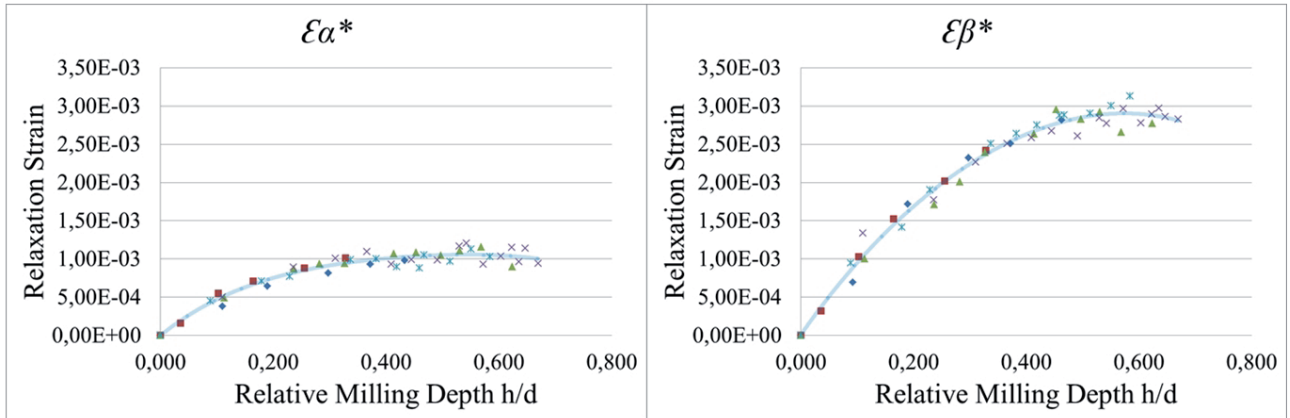 ℰα*
3,50E-03
3,00E-03
2,50E-03
2,00E-03
1,50E-03
1,00E-03
5,00E-04
0,00E+00
Relaxation Strain
0,000 0,200 0,400 0,600 0,800
Relative Milling Depth h/d
ℰβ*
3,50E-03
3,00E-03
2,50E-03
2,00E-03
1,50E-03
1,00E-03
5,00E-04
0,00E+00
Relaxation Strain
0,000 0,200 0,400 0,600 0,800
Relative Milling Depth h/d